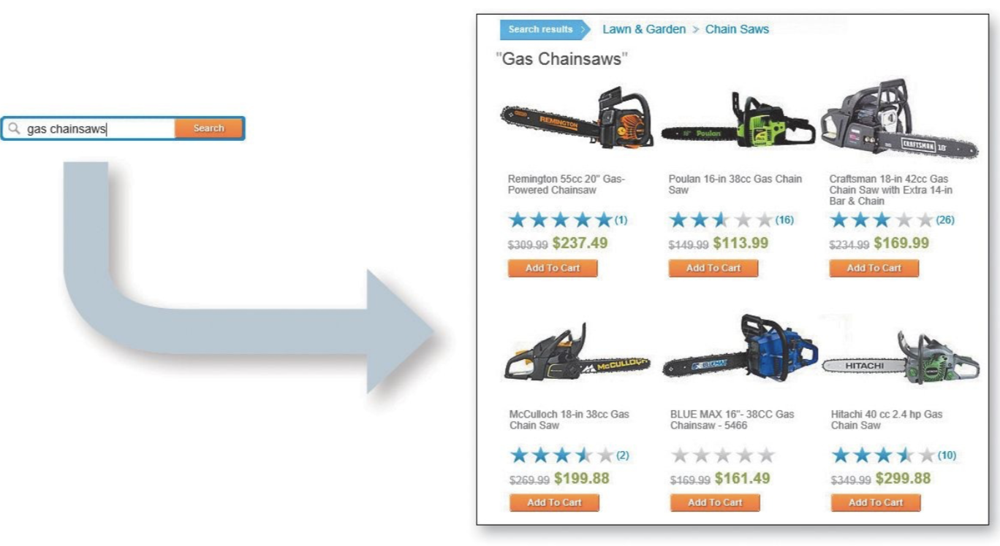 gas chainsaws
Search
Search results
Lawn & Garden > Chain Saws
"Gas Chainsaws"
REMINGTON
18" Poulan
CRAFTSMAN 18"
Remington 55cc 20" Gas-
Powered Chainsaw
Poulan 16-in 38cc Gas Chain
Saw
Craftsman 18-in 42cc Gas
Chain Saw with Extra 14-in
Bar & Chain
(1)
(16)
(26)
$309.99 $237.49
$149.99 $113.99
$234.99 $169.99
Add To Cart
Add To Cart
Add To Cart
McCULLOCH
HITACHI
McCulloch 18-in 38cc Gas
Chain Saw
BLUE MAX 16"- 38CC Gas
Chainsaw - 5466
Hitachi 40 cc 2.4 hp Gas
Chain Saw
(2)
(10)
$269.99 $199.88
$169.99 $161.49
$349.99 $299.88
Add To Cart
Add To Cart
Add To Cart